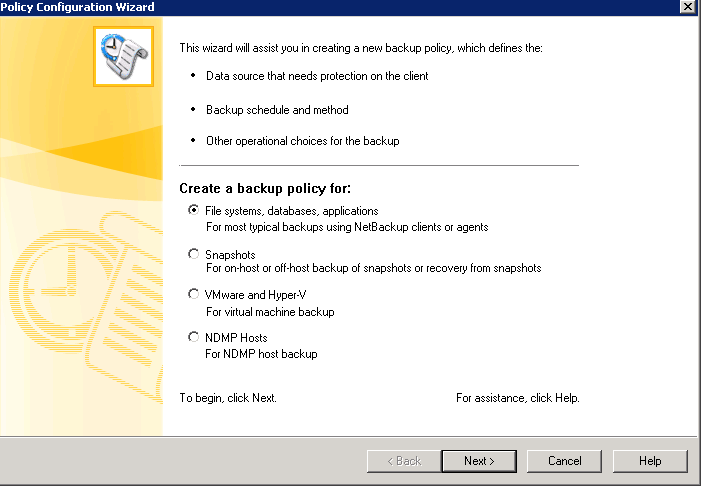 Policy Configuration Wizard
This wizard will assist you in creating a new backup policy, which defines the:
• Data source that needs protection on the client
• Backup schedule and method
• Other operational choices for the backup
Create a backup policy for:
File systems, databases, applications
For most typical backups using NetBackup clients or agents
Snapshots
For on-host or off-host backup of snapshots or recovery from snapshots
VMware and Hyper-V
For virtual machine backup
NDMP Hosts
For NDMP host backup
To begin, click Next. For assistance, click Help.
< Back Next > Cancel Help